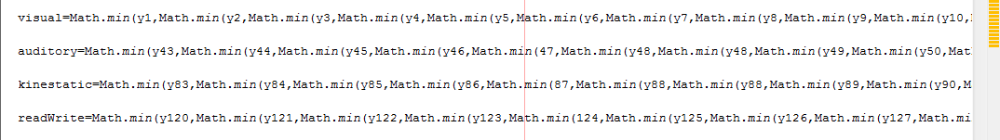 visual=Math.min(y1,Math.min(y2,Math.min(y3,Math.min(y4,Math.min(y5,Math.min(y6,Math.min(y7,Math.min(y8,Math.min(y9,Math.min(y10,
auditory=Math.min(y43,Math.min(y44,Math.min(y45,Math.min(y46,Math.min(47,Math.min(y48,Math.min(y48,Math.min(y49,Math.min(y50,Mat
kinestatic=Math.min(y83,Math.min(y84,Math.min(y85,Math.min(y86,Math.min(87,Math.min(y88,Math.min(y88,Math.min(y89,Math.min(y90,M
readWrite=Math.min(y120,Math.min(y121,Math.min(y122,Math.min(y123,Math.min(124,Math.min(y125,Math.min(y126,Math.min(y127,Math.mi